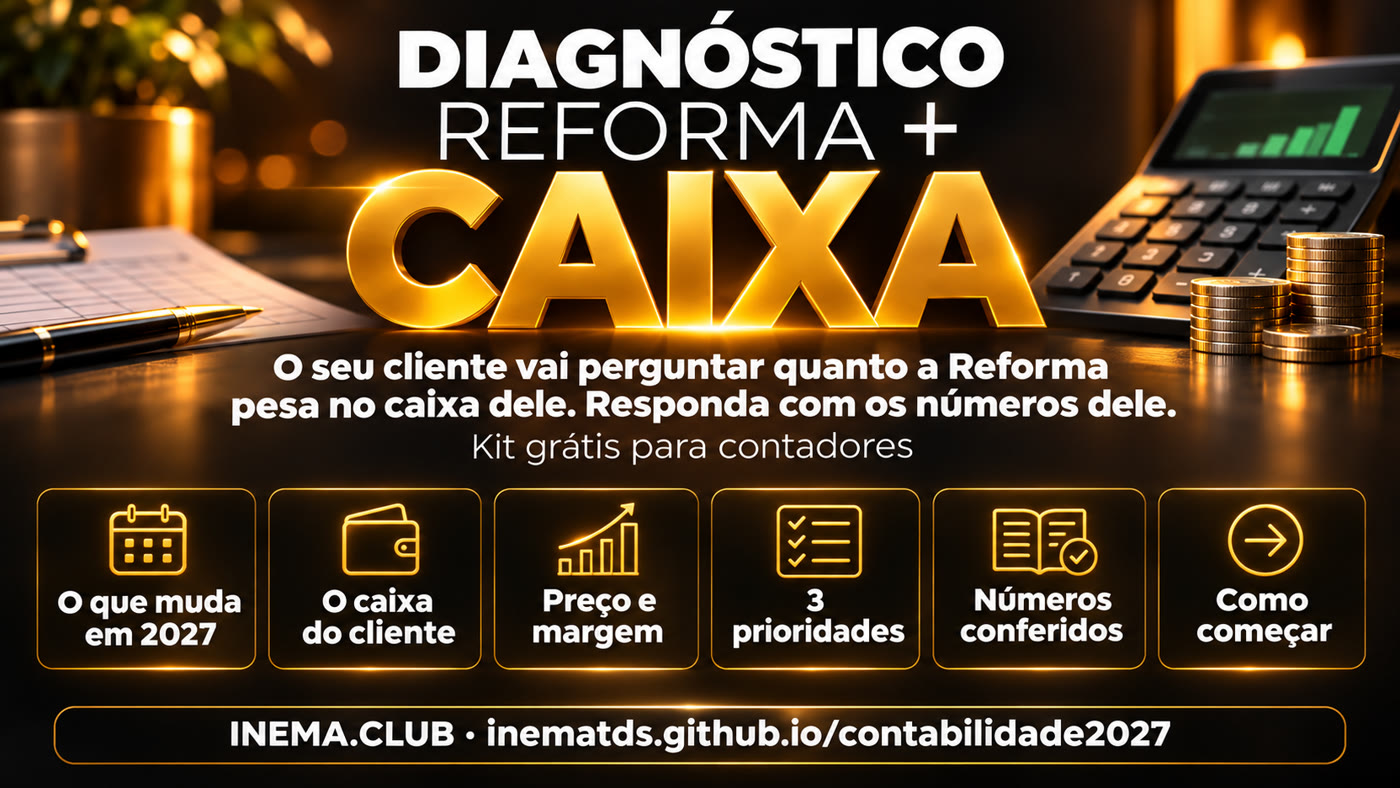 DIAGNÓSTICO
REFORMA +
CAIXA
O seu cliente vai perguntar quanto a Reforma
pesa no caixa dele. Responda com os números dele.
Kit grátis para contadores
O que muda
em 2027
O caixa
do cliente
Preço e
margem
3
prioridades
Números
conferidos
Como
começar
INEMA.CLUB • inematds.github.io/contabilidade2027